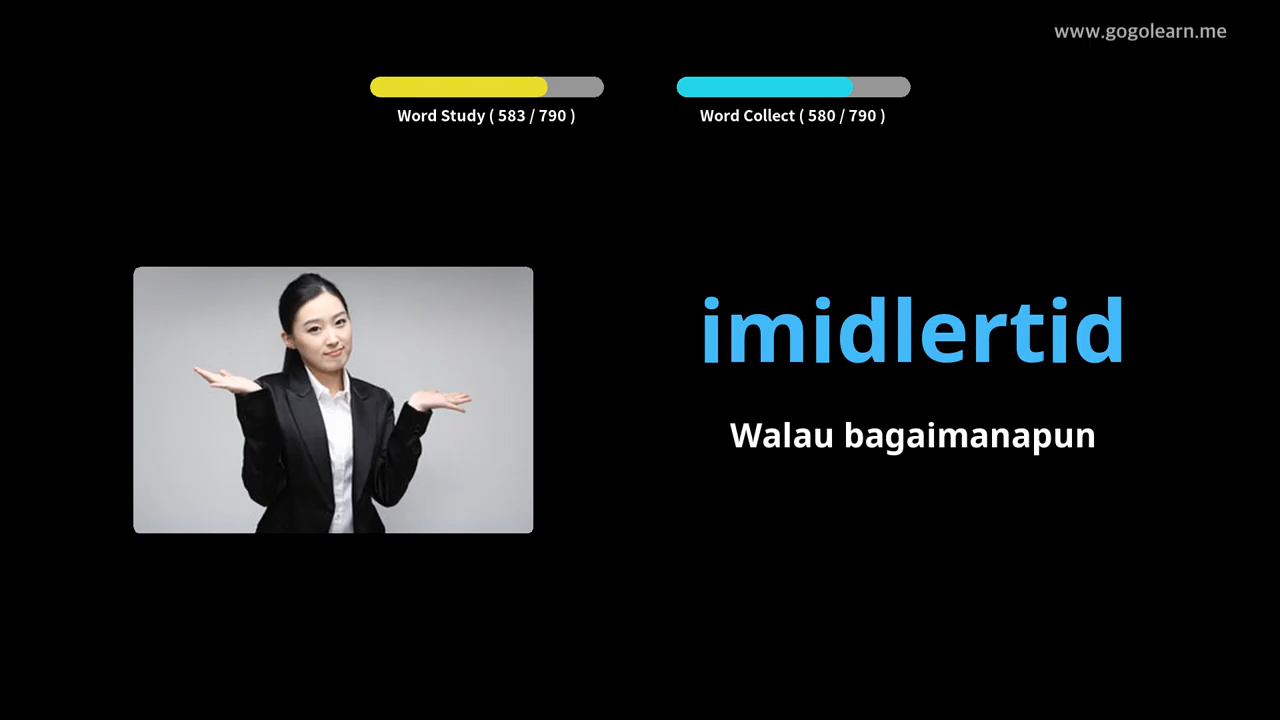 www.gogolearn.me
Word Study ( 583 / 790 )
Word Collect ( 580 / 790 )
imidlertid
Walau bagaimanapun